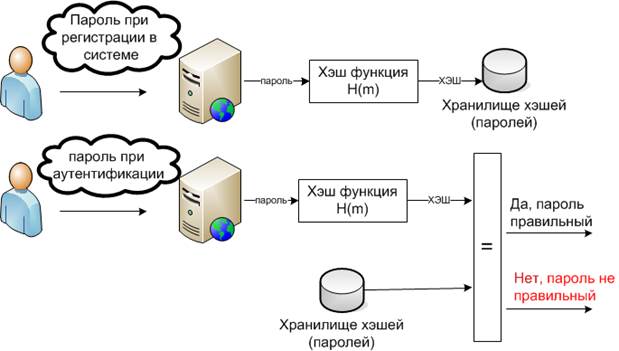 Пароль при
регистрации в
системе
пароль
Хэш функция
H(m)
ХЭШ
Хранилище хэшей
(паролей)
пароль при
аутентификации
пароль
Хэш функция
H(m)
ХЭШ
=
Да, пароль
правильный
Нет, пароль не
правильный
Хранилище хэшей
(паролей)